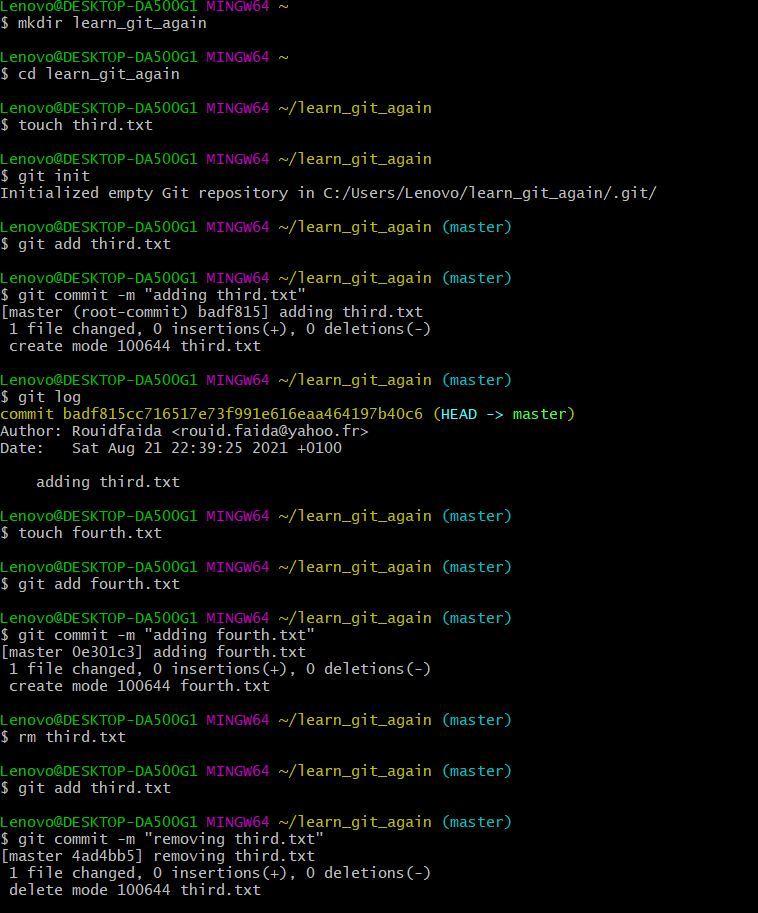 Lenovo@DESKTOP-DA500G1 MINGW64 ~
$ mkdir learn_git_again
Lenovo@DESKTOP-DA500G1 MINGW64 ~
$ cd learn_git_again
Lenovo@DESKTOP-DA500G1 MINGW64 ~/learn_git_again
$ touch third.txt
Lenovo@DESKTOP-DA500G1 MINGW64 ~/learn_git_again
$ git init
Initialized empty Git repository in C:/Users/Lenovo/learn_git_again/.git/
Lenovo@DESKTOP-DA500G1 MINGW64 ~/learn_git_again (master)
$ git add third.txt
Lenovo@DESKTOP-DA500G1 MINGW64 ~/learn_git_again (master)
$ git commit -m "adding third.txt"
[master (root-commit) badf815] adding third.txt
 1 file changed, 0 insertions(+), 0 deletions(-)
 create mode 100644 third.txt
Lenovo@DESKTOP-DA500G1 MINGW64 ~/learn_git_again (master)
$ git log
commit badf815cc716517e73f991e616eaa464197b40c6 (HEAD -> master)
Author: Rouidfaida <rouid.faida@yahoo.fr>
Date:   Sat Aug 21 22:39:25 2021 +0100
    adding third.txt
Lenovo@DESKTOP-DA500G1 MINGW64 ~/learn_git_again (master)
$ touch fourth.txt
Lenovo@DESKTOP-DA500G1 MINGW64 ~/learn_git_again (master)
$ git add fourth.txt
Lenovo@DESKTOP-DA500G1 MINGW64 ~/learn_git_again (master)
$ git commit -m "adding fourth.txt"
[master 0e301c3] adding fourth.txt
 1 file changed, 0 insertions(+), 0 deletions(-)
 create mode 100644 fourth.txt
Lenovo@DESKTOP-DA500G1 MINGW64 ~/learn_git_again (master)
$ rm third.txt
Lenovo@DESKTOP-DA500G1 MINGW64 ~/learn_git_again (master)
$ git add third.txt
Lenovo@DESKTOP-DA500G1 MINGW64 ~/learn_git_again (master)
$ git commit -m "removing third.txt"
[master 4ad4bb5] removing third.txt
 1 file changed, 0 insertions(+), 0 deletions(-)
 delete mode 100644 third.txt